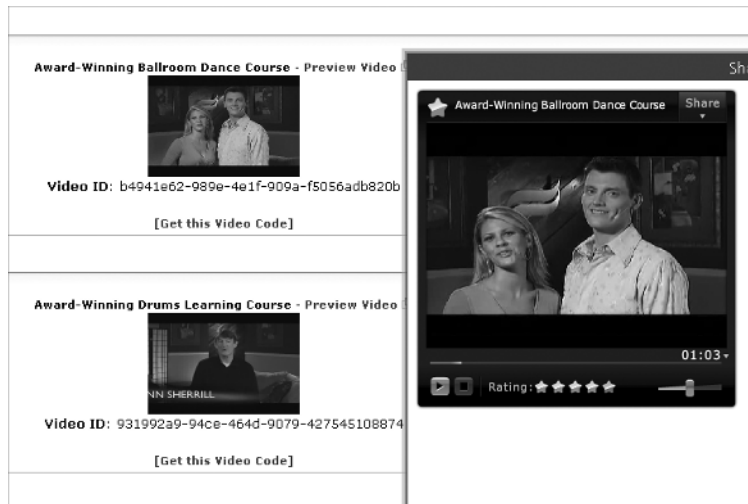 Award-Winning Ballroom Dance Course - Preview Video
Video ID: b4941e62-989e-4e1f-909a-f5056adb820b
[Get this Video Code]
Award-Winning Drums Learning Course - Preview Video
NN SHERRILL
Video ID: 931992a9-94ce-464d-9079-427545108874
[Get this Video Code]
Sha
Award-Winning Ballroom Dance Course
Share
01:03
Rating: